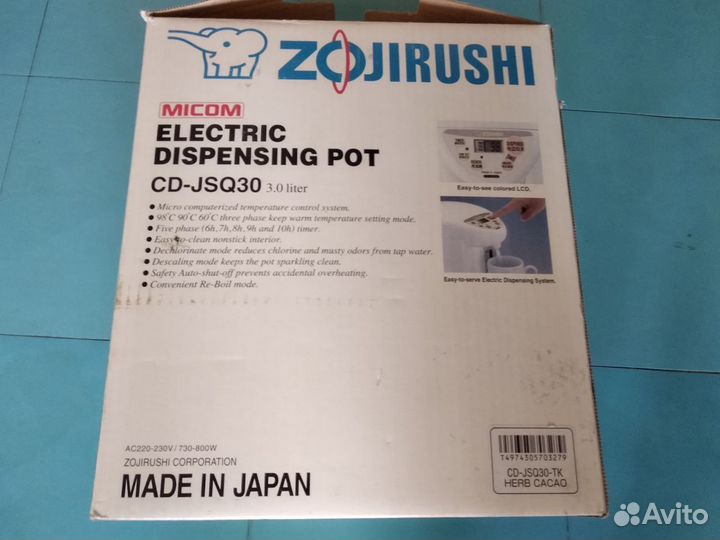 ZOJIRUSHI
MICOM
ELECTRIC
DISPENSING POT
CD-JSQ30 3.0 liter
• Micro computerized temperature control system.
• 98°C 90°C 60°C three phase keep warm temperature setting mode.
• Five phase (6h,7h,8h,9h and 10h) timer.
• Easy-to-clean nonstick interior.
• Dechlorinate mode reduces chlorine and musty odors from tap water.
• Descaling mode keeps the pot sparkling clean.
• Safety Auto-shut-off prevents accidental overheating.
• Convenient Re-Boil mode.
Easy-to-see colored LCD.
Easy-to-serve Electric Dispensing System.
AC220-230V/730-800W
ZOJIRUSHI CORPORATION
MADE IN JAPAN
T4974305703279
CD-JSQ30-TK
HERB CACAO
Avito